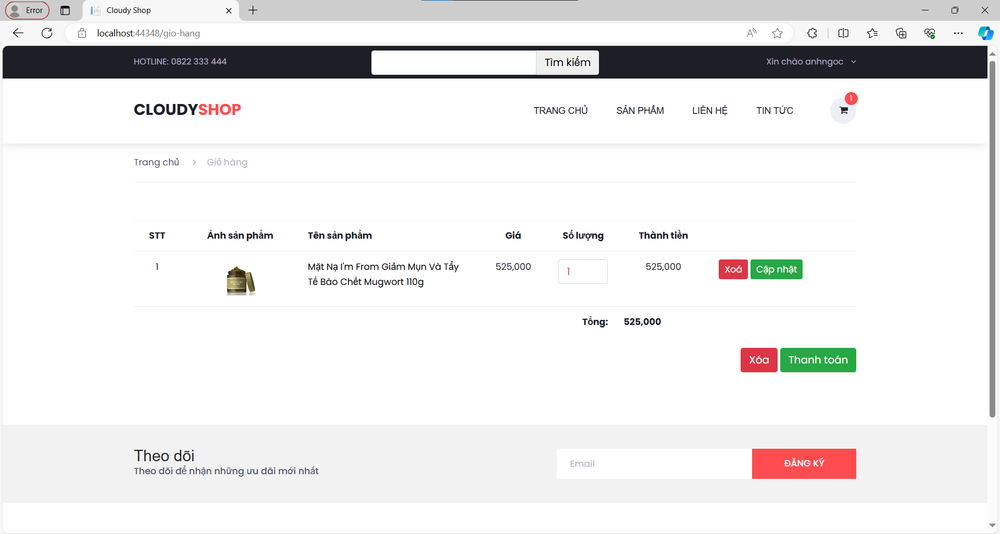 Error
Cloudy Shop
localhost:44348/gio-hang
HOTLINE: 0822 333 444
Tìm kiếm
Xin chào anhngoc
CLOUDYSHOP
TRANG CHỦ
SẢN PHẨM
LIÊN HỆ
TIN TỨC
1
Trang chủ
Giỏ hàng
STT
Ảnh sản phẩm
Tên sản phẩm
Giá
Số lượng
Thành tiền
1
Mặt Nạ I'm From Giảm Mụn Và Tẩy
Tế Bào Chết Mugwort 110g
525,000
1
525,000
Xoá
Cập nhật
Tổng:
525,000
Xóa
Thanh toán
Theo dõi
Theo dõi để nhận những ưu đãi mới nhất
Email
ĐĂNG KÝ